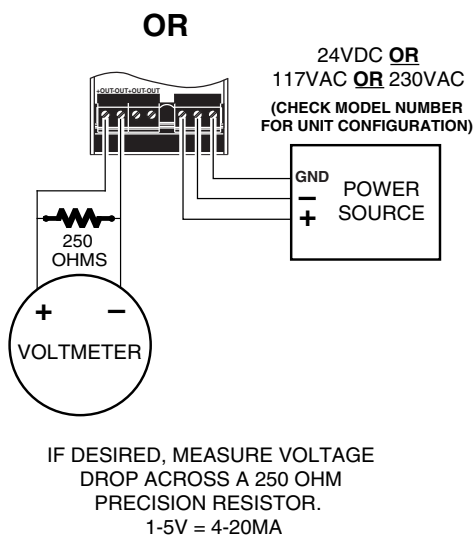 OR
24VDC OR
117VAC OR 230VAC
(CHECK MODEL NUMBER
FOR UNIT CONFIGURATION)
+OUT-OUT+OUT-OUT
GND
−
+
POWER
SOURCE
250
OHMS
+ −
VOLTMETER
IF DESIRED, MEASURE VOLTAGE
DROP ACROSS A 250 OHM
PRECISION RESISTOR.
1-5V = 4-20MA